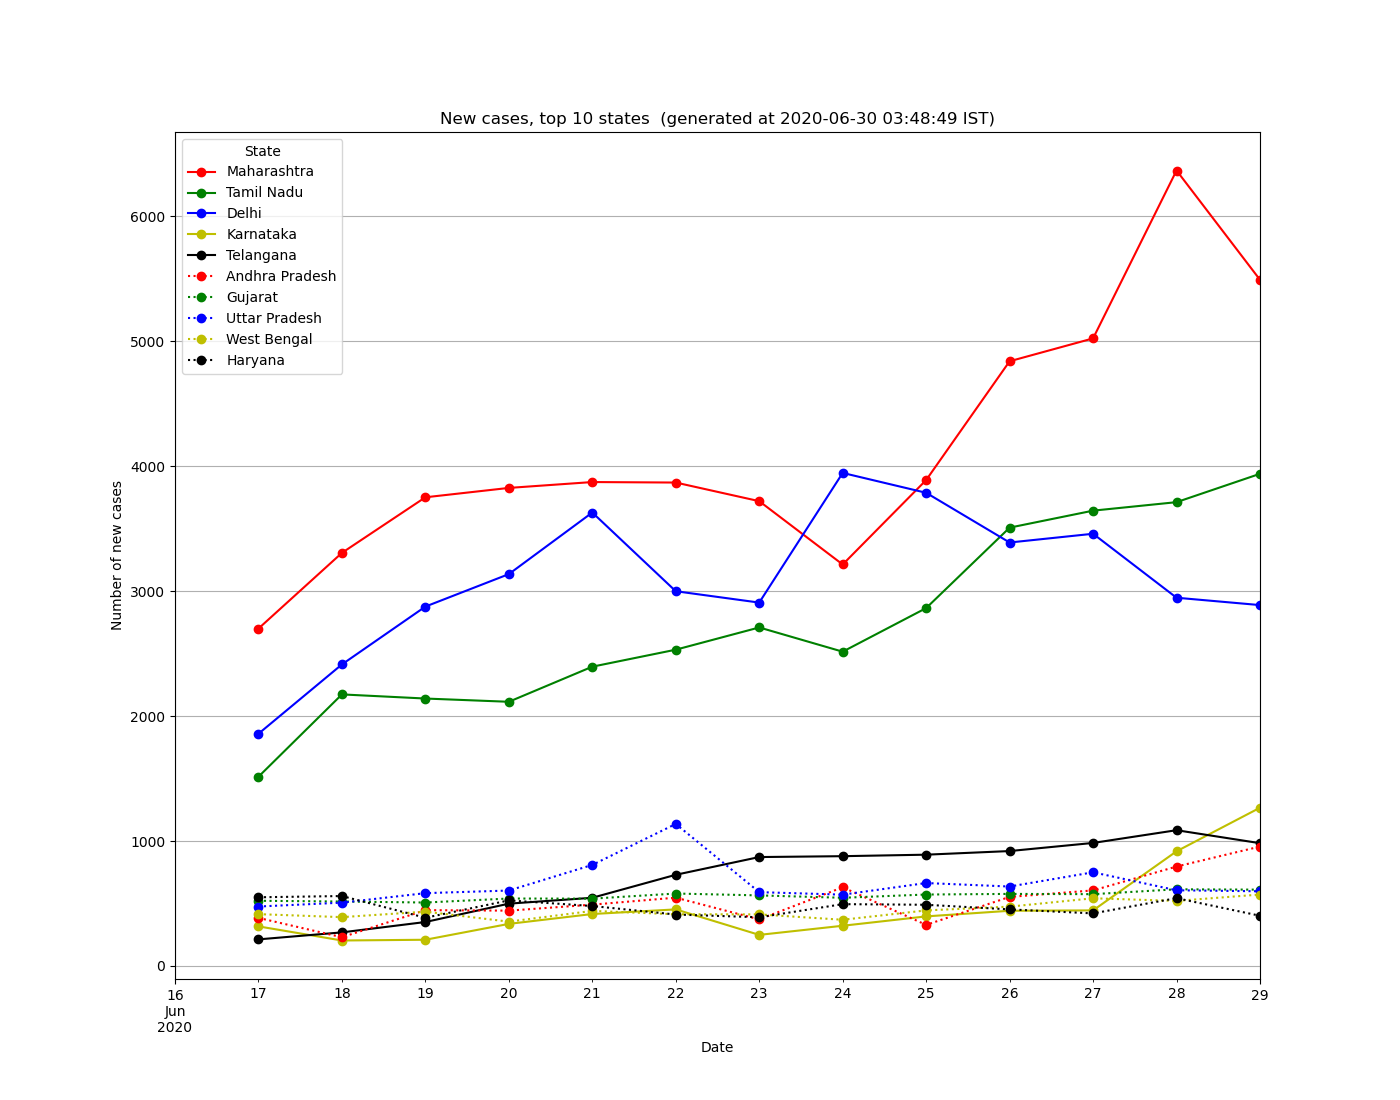 New cases, top 10 states  (generated at 2020-06-30 03:48:49 IST)
State
Maharashtra
Tamil Nadu
Delhi
Karnataka
Telangana
Andhra Pradesh
Gujarat
Uttar Pradesh
West Bengal
Haryana
Number of new cases
6000
5000
4000
3000
2000
1000
0
16 17 18 19 20 21 22 23 24 25 26 27 28 29
Jun
2020
Date